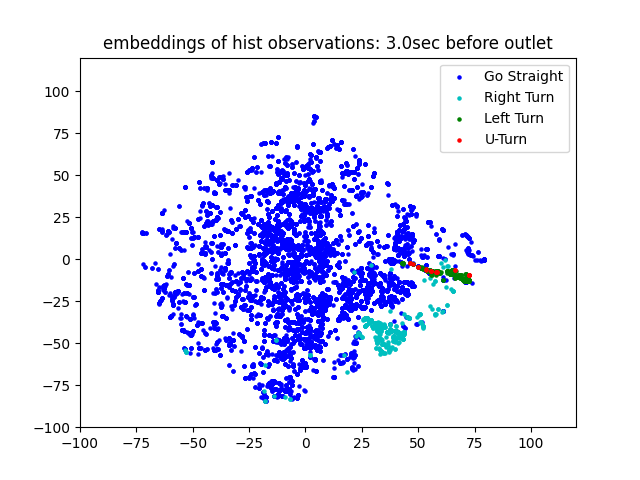 embeddings of hist observations: 3.0sec before outlet
Go Straight
Right Turn
Left Turn
U-Turn
100
75
50
25
0
−25
−50
−75
−100
−100 −75 −50 −25 0 25 50 75 100